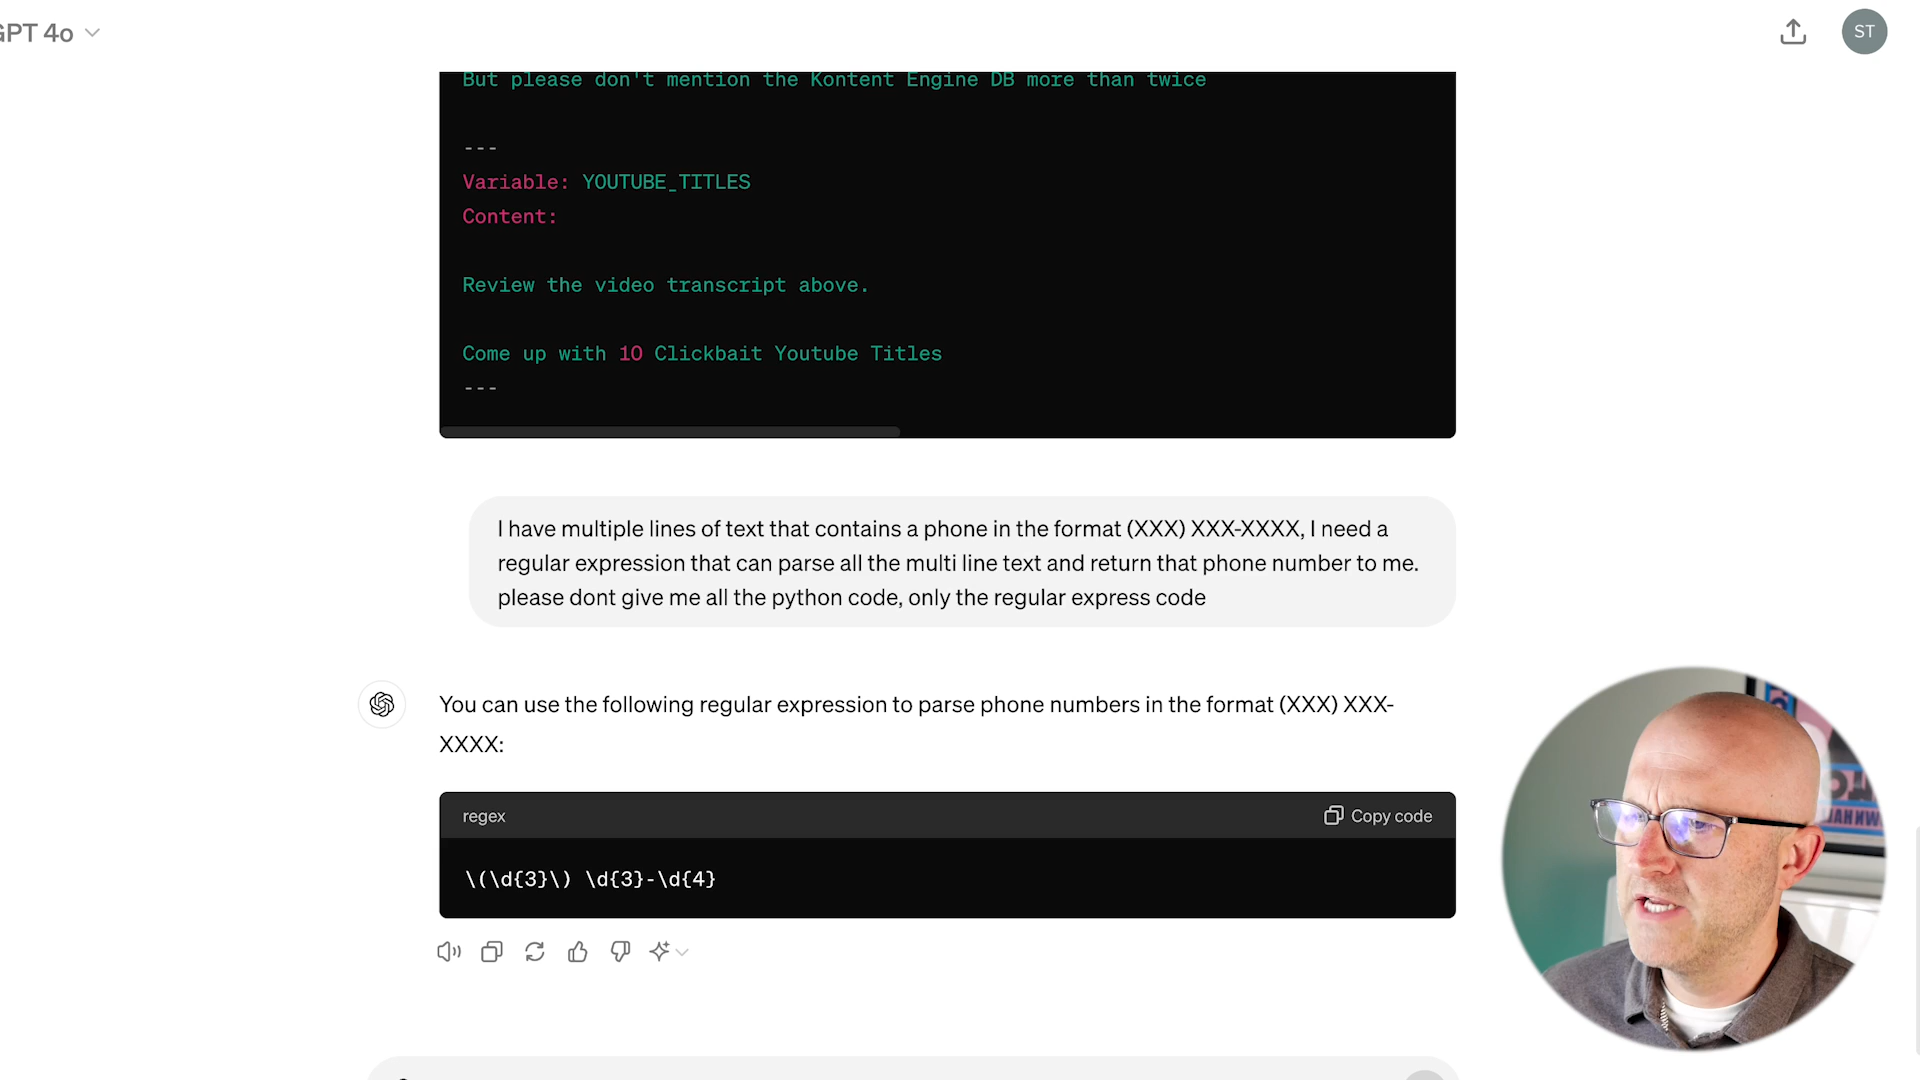 GPT 4o
ST
But please don't mention the Kontent Engine DB more than twice
---
Variable: YOUTUBE_TITLES
Content:
Review the video transcript above.
Come up with 10 Clickbait Youtube Titles
---
I have multiple lines of text that contains a phone in the format (XXX) XXX-XXXX, I need a
regular expression that can parse all the multi line text and return that phone number to me.
please dont give me all the python code, only the regular express code
You can use the following regular expression to parse phone numbers in the format (XXX) XXX-
XXXX:
regex
Copy code
\(\d{3}\) \d{3}-\d{4}